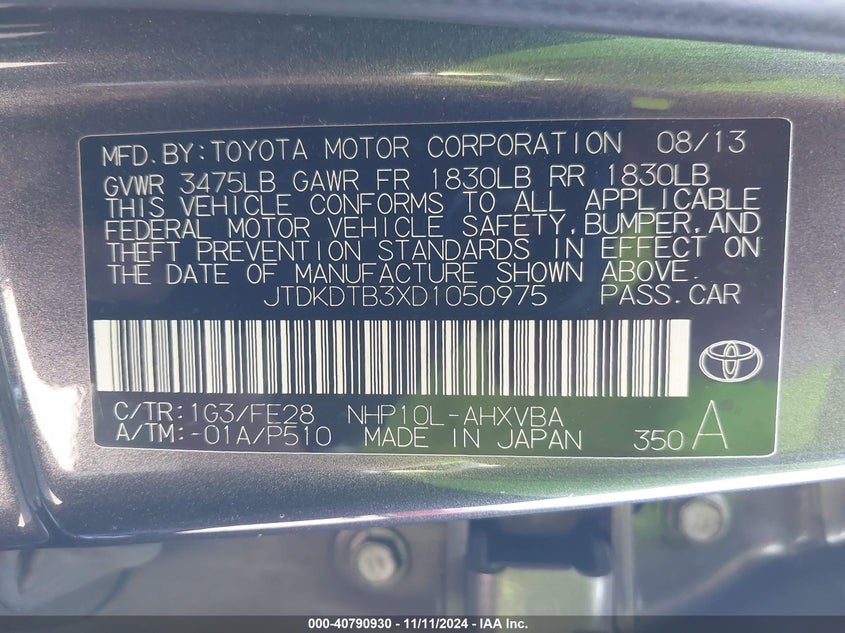 MFD.BY:TOYOTA MOTOR CORPORATION 08/13
GVWR 3475LB GAWR FR 1830LB RR 1830LB
THIS VEHICLE CONFORMS TO ALL APPLICABLE
FEDERAL MOTOR VEHICLE SAFETY,BUMPER,AND
THEFT PREVENTION STANDARDS IN EFFECT ON
THE DATE OF MANUFACTURE SHOWN ABOVE.
JTDKDTB3XD1050975 PASS.CAR
C/TR:1G3/FE28 NHP10L-AHXVBA
A/TM:-01A/P510 MADE IN JAPAN 350A
000-40790930 - 11/11/2024 - IAA Inc.